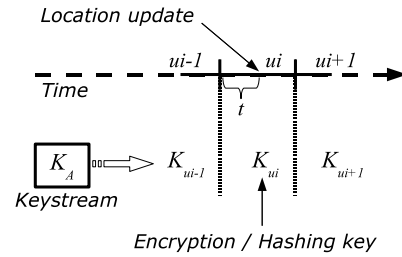 Location update
ui-1 ui ui+1
Time
t
K_A K_ui-1 K_ui K_ui+1
Keystream
Encryption / Hashing key